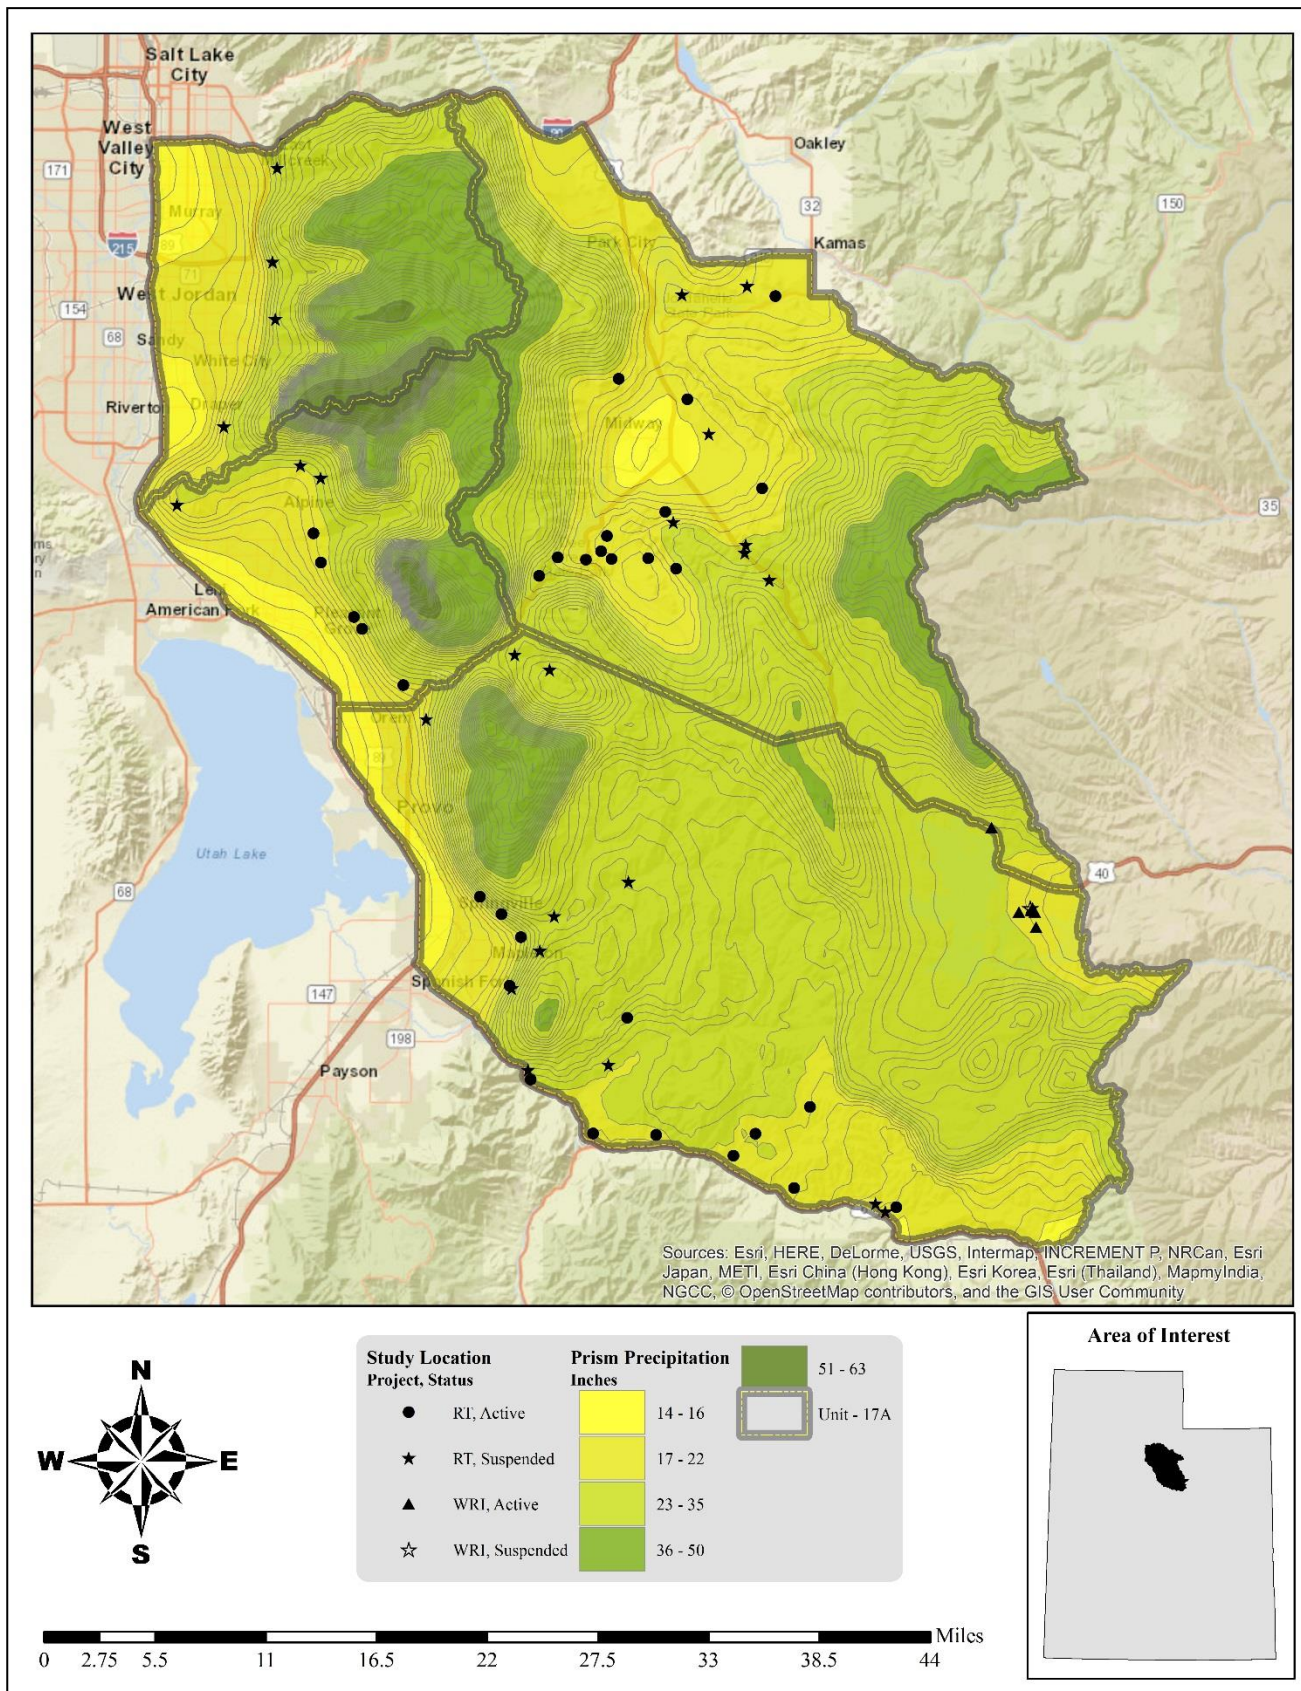 Salt Lake
City
West
Valley
City
80
Oakley
171
32
150
Murray
Kamas
215
89
Park City
71
West Jordan
154
68
Sandy
White City
Riverto
Draper
Midway
Alpine
35
American Fork
Pleasant
Grove
Orem
89
Provo
Utah Lake
68
40
Springville
Mapleton
Spanish For
147
198
Payson
Sources: Esri, HERE, DeLorme, USGS, Intermap, INCREMENT P, NRCan, Esri
Japan, METI, Esri China (Hong Kong), Esri Korea, Esri (Thailand), MapmyIndia,
NGCC, © OpenStreetMap contributors, and the GIS User Community
N
W E
S
Study Location
Project, Status
RT, Active
RT, Suspended
WRI, Active
WRI, Suspended
Prism Precipitation
Inches
14 - 16
17 - 22
23 - 35
36 - 50
51 - 63
Unit - 17A
Area of Interest
Miles
0 2.75 5.5 11 16.5 22 27.5 33 38.5 44